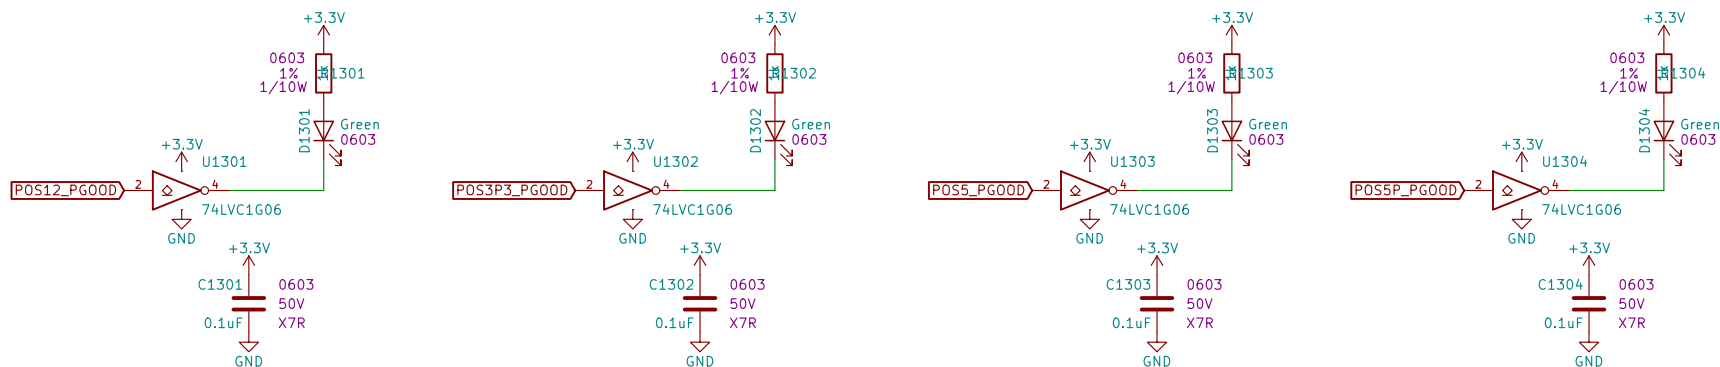 +3.3V
0603
1%
1/10W
R1301
D1301
Green
0603
+3.3V
U1301
POS12_PGOOD
2
4
74LVC1G06
GND
+3.3V
C1301
0603
50V
0.1uF
X7R
GND
+3.3V
0603
1%
1/10W
R1302
D1302
Green
0603
+3.3V
U1302
POS3P3_PGOOD
2
4
74LVC1G06
GND
+3.3V
C1302
0603
50V
0.1uF
X7R
GND
+3.3V
0603
1%
1/10W
R1303
D1303
Green
0603
+3.3V
U1303
POS5_PGOOD
2
4
74LVC1G06
GND
+3.3V
C1303
0603
50V
0.1uF
X7R
GND
+3.3V
0603
1%
1/10W
R1304
D1304
Green
0603
+3.3V
U1304
POS5P_PGOOD
2
4
74LVC1G06
GND
+3.3V
C1304
0603
50V
0.1uF
X7R
GND